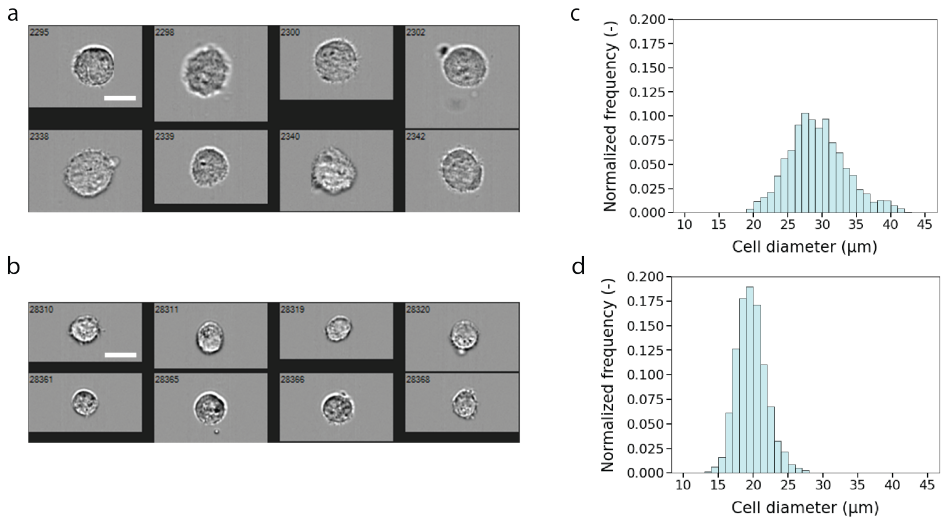 a
2295 2298 2300 2302
2338 2339 2340 2342
b
28310 28311 28319 28320
28361 28365 28366 28368
c
Normalized frequency (-)
0.200
0.175
0.150
0.125
0.100
0.075
0.050
0.025
0.000
10 15 20 25 30 35 40 45
Cell diameter (μm)
d
Normalized frequency (-)
0.200
0.175
0.150
0.125
0.100
0.075
0.050
0.025
0.000
10 15 20 25 30 35 40 45
Cell diameter (μm)